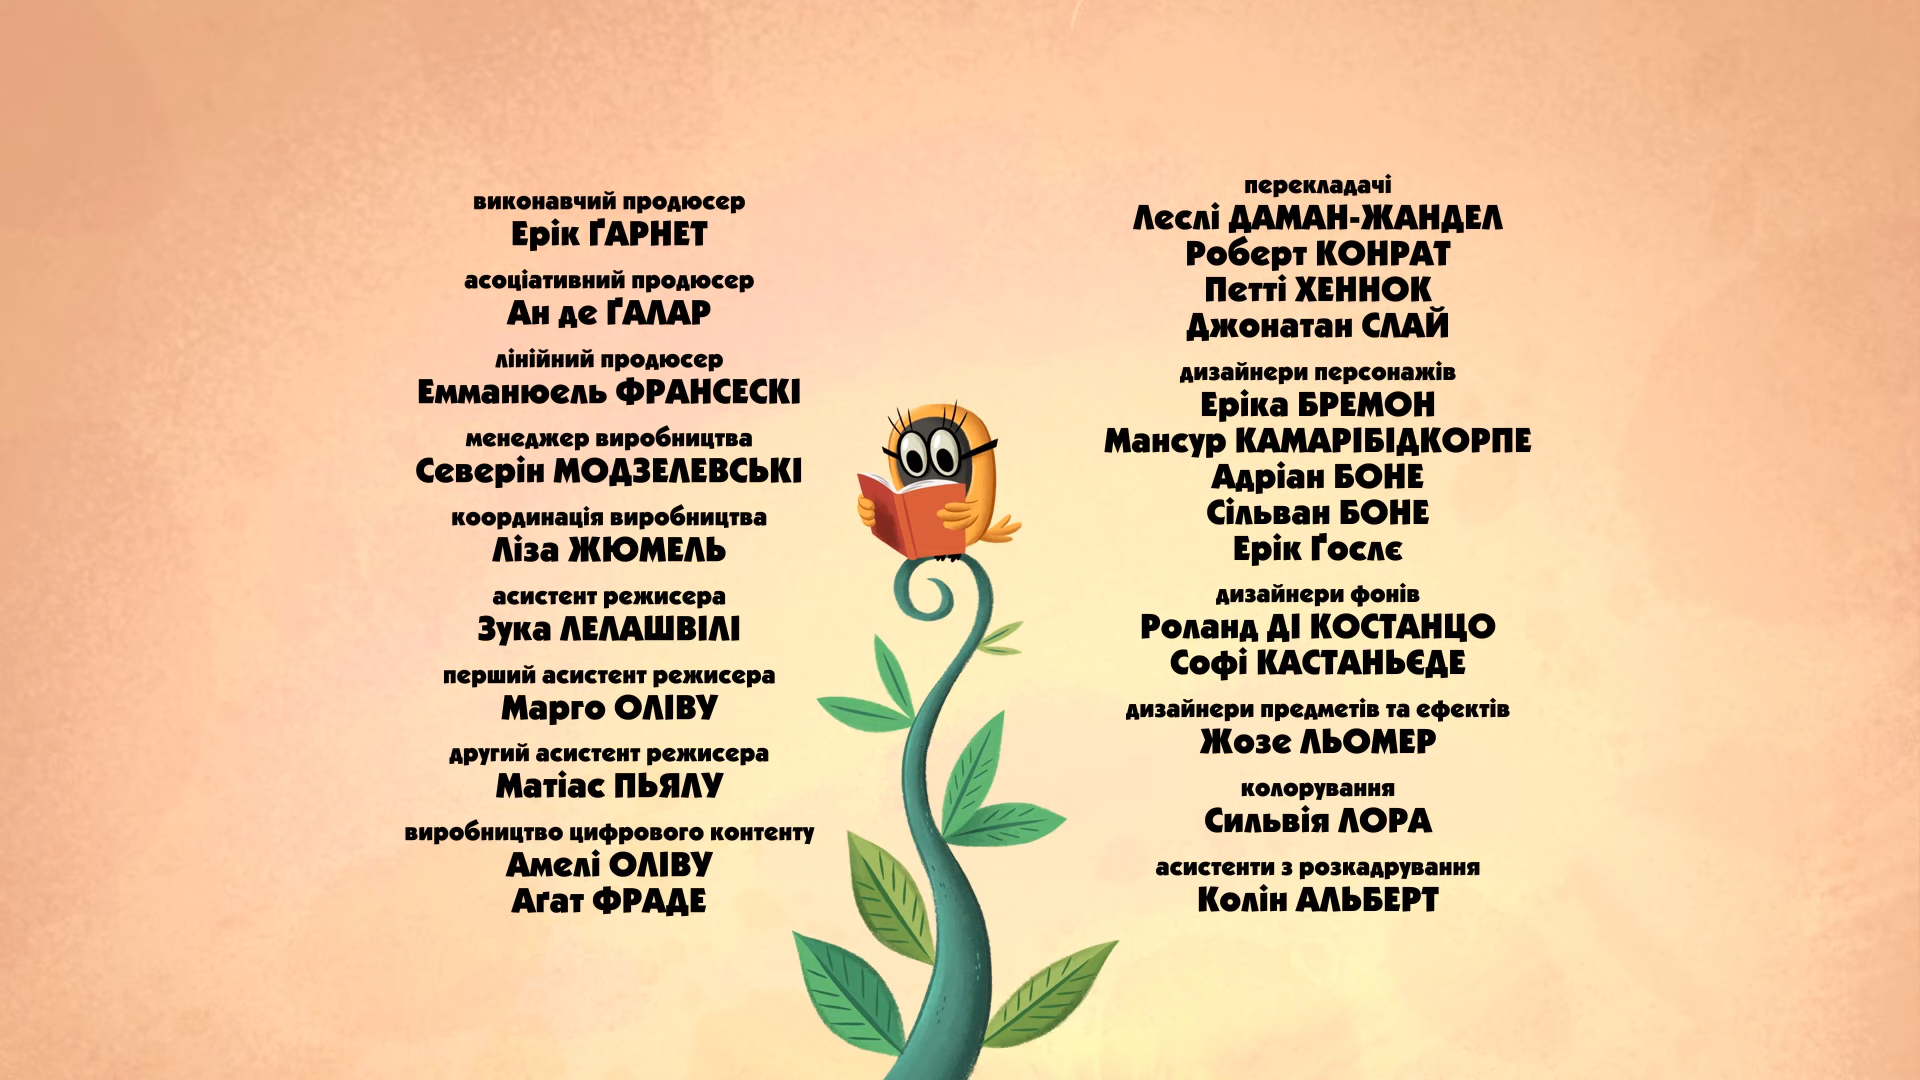 виконавчий продюсер
Ерік ҐАРНЕТ
асоціативний продюсер
Ан де ҐАЛАР
лінійний продюсер
Емманюель ФРАНСЕСКІ
менеджер виробництва
Северін МОДЗЕЛЕВСЬКІ
координація виробництва
Ліза ЖЮМЕЛЬ
асистент режисера
Зука ЛЕЛАШВІЛІ
перший асистент режисера
Марго ОЛІВУ
другий асистент режисера
Матіас ПЬЯЛУ
виробництво цифрового контенту
Амелі ОЛІВУ
Аґат ФРАДЕ
перекладачі
Леслі ДАМАН-ЖАНДЕЛ
Роберт КОНРАТ
Петті ХЕННОК
Джонатан СЛАЙ
дизайнери персонажів
Еріка БРЕМОН
Мансур КАМАРІБІДКОРПЕ
Адріан БОНЕ
Сільван БОНЕ
Ерік Ґослє
дизайнери фонів
Роланд ДІ КОСТАНЦО
Софі КАСТАНЬЄДЕ
дизайнери предметів та ефектів
Жозе ЛЬОМЕР
колорування
Сильвія ЛОРА
асистенти з розкадрування
Колін АЛЬБЕРТ